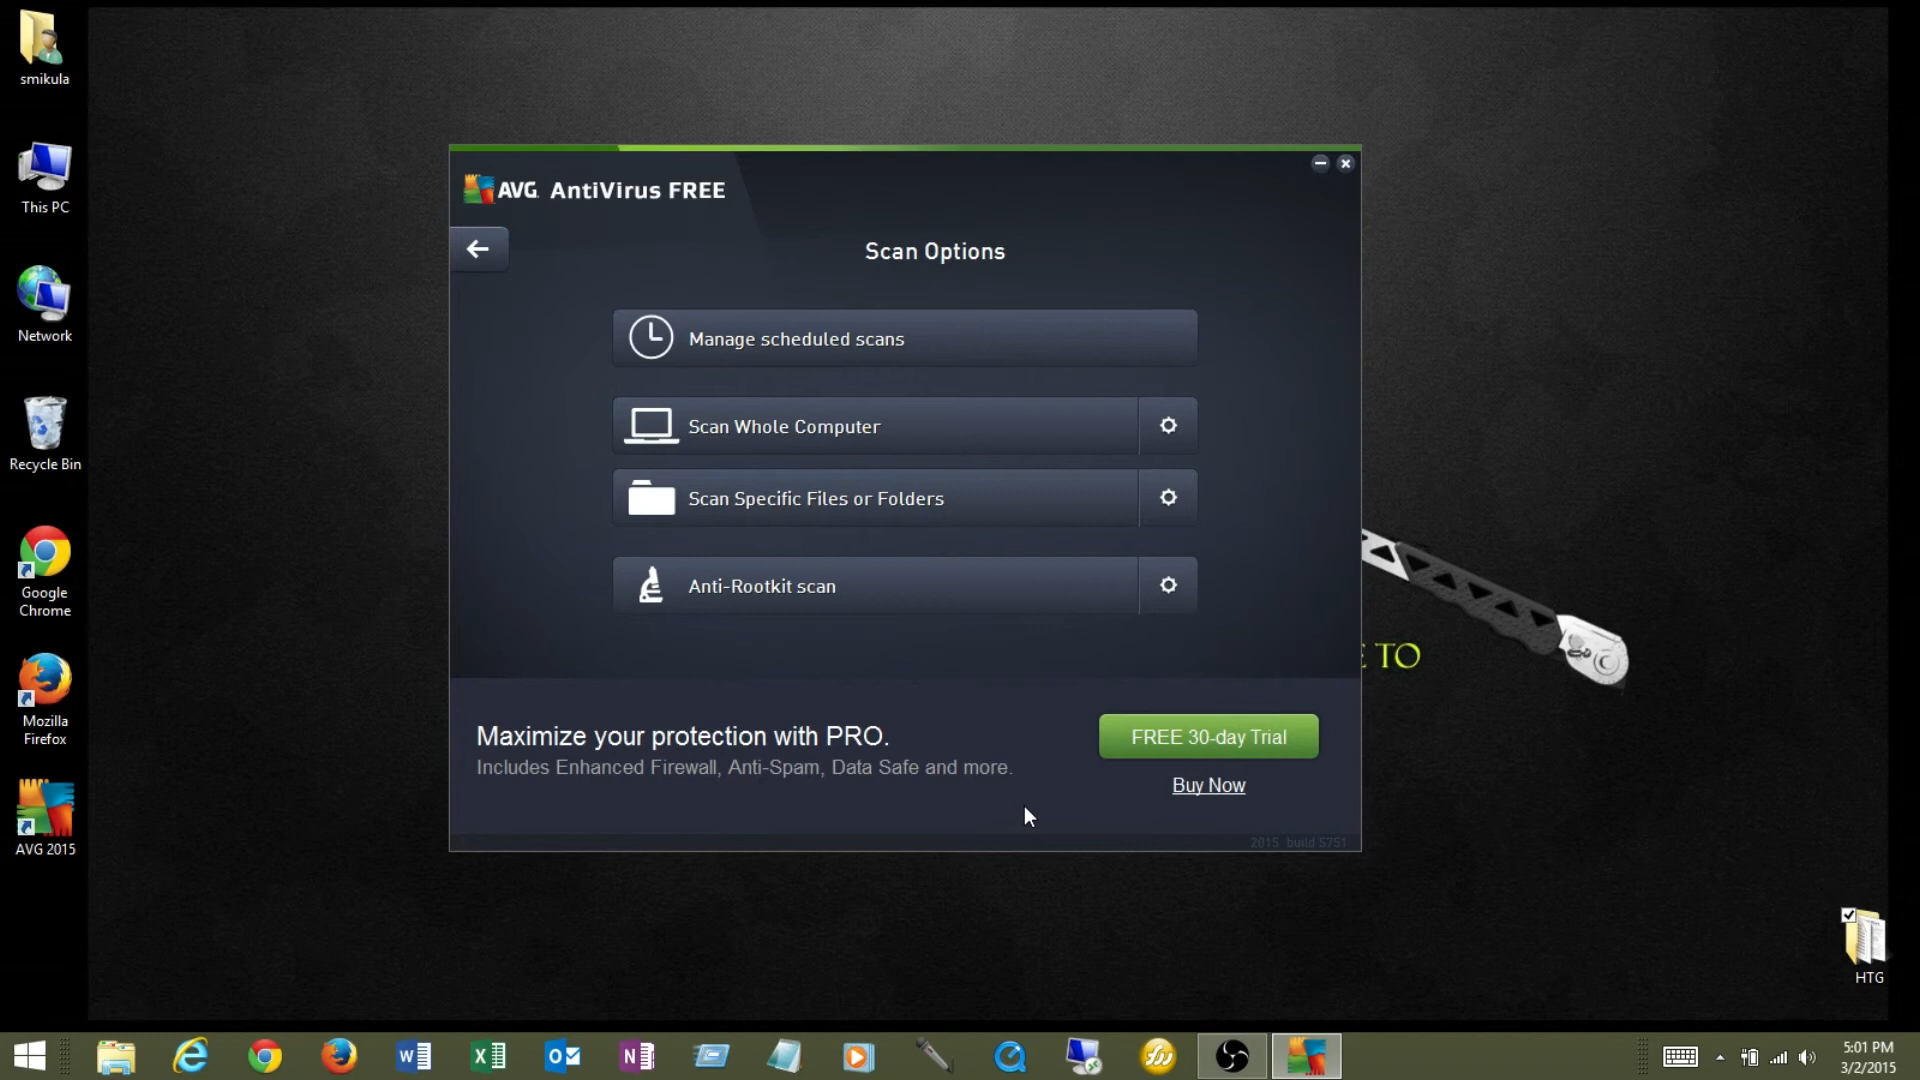 smikula
This PC
Network
Recycle Bin
Google
Chrome
Mozilla
Firefox
AVG 2015
AVG. AntiVirus FREE
Scan Options
Manage scheduled scans
Scan Whole Computer
Scan Specific Files or Folders
Anti-Rootkit scan
Maximize your protection with PRO.
Includes Enhanced Firewall, Anti-Spam, Data Safe and more.
FREE 30-day Trial
Buy Now
2015 build 5751
E TO
HTG
5:01 PM
3/2/2015